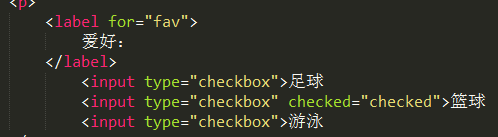 <p>
<label for="fav">
爱好：
</label>
<input type="checkbox">足球
<input type="checkbox" checked="checked">篮球
<input type="checkbox">游泳